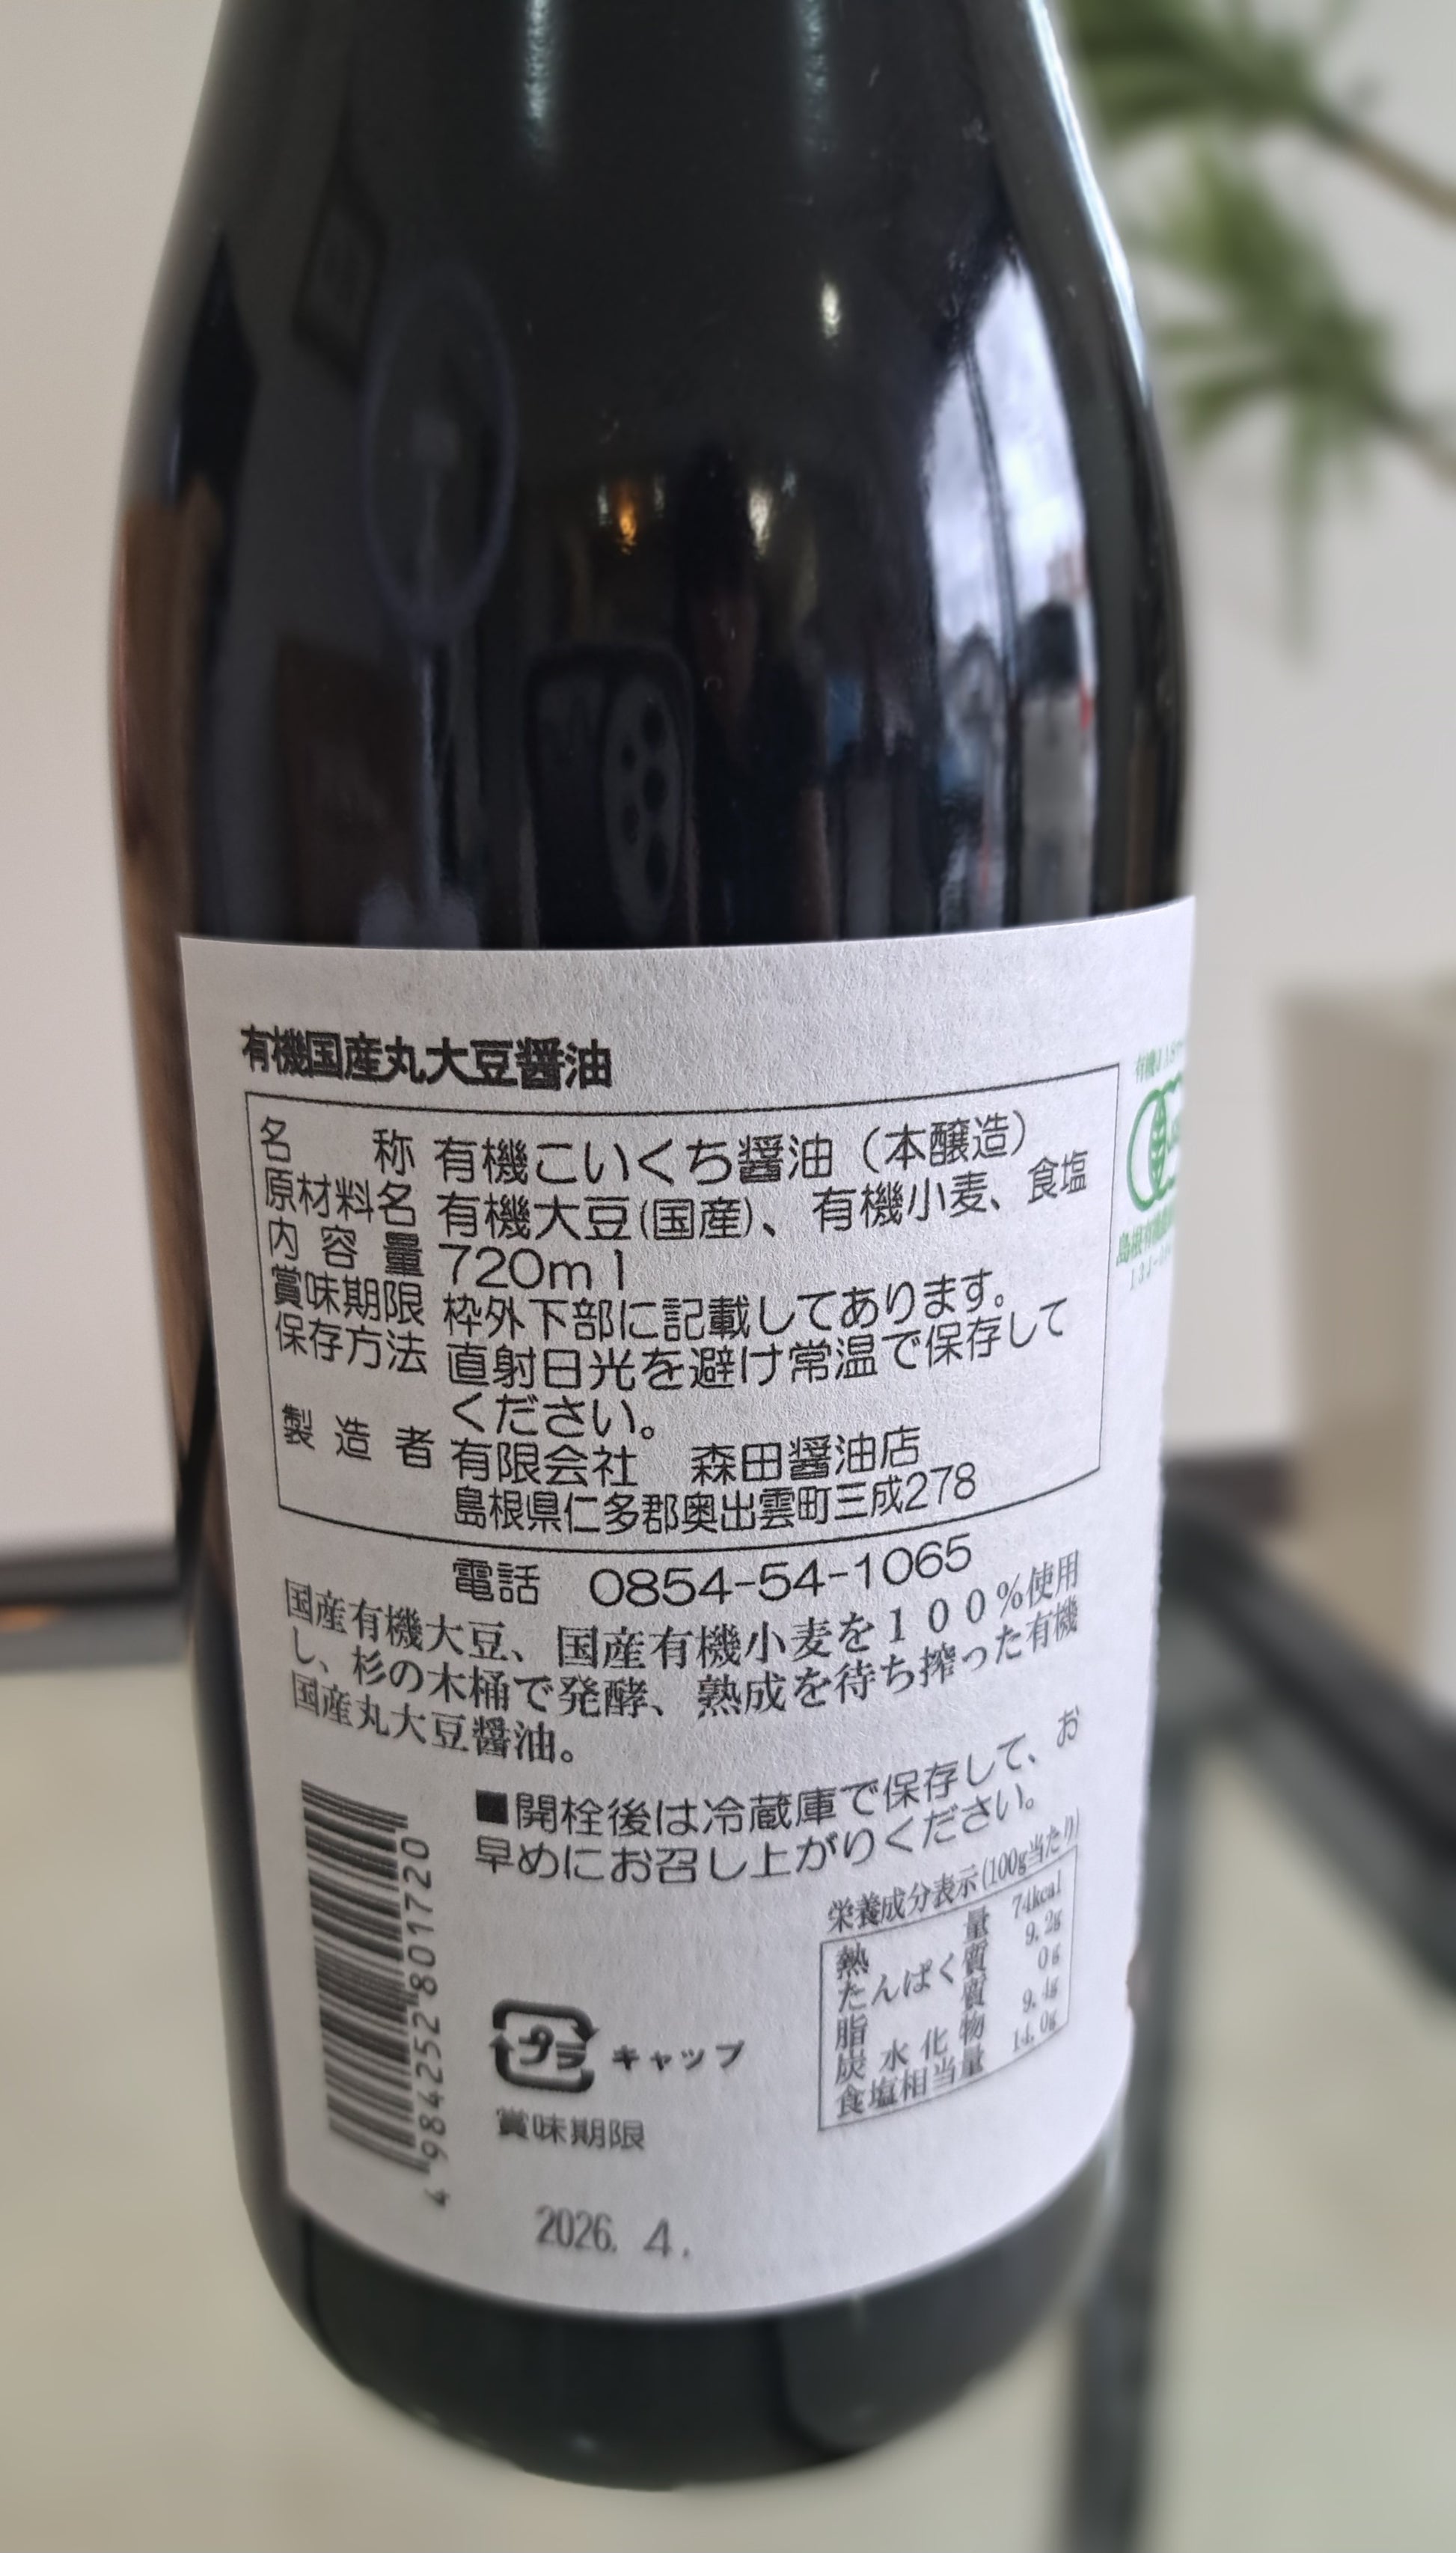 有機国産丸大豆醤油
名 称 有機こいくち醤油（本醸造）
原材料名 有機大豆(国産)、有機小麦、食塩
内容量 720ml
賞味期限 枠外下部に記載してあります。
保存方法 直射日光を避け常温で保存して
ください。
製造者 有限会社 森田醤油店
島根県仁多郡奥出雲町三成278
電話 0854-54-1065
国産有機大豆、国産有機小麦を１００％使用
し、杉の木桶で発酵、熟成を待ち搾った有機
国産丸大豆醤油。
■開栓後は冷蔵庫で保存して、お
早めにお召し上がりください。
栄養成分表示(100g当たり)
熱量 74kcal
たんぱく質 9.2g
脂質 0g
炭水化物 9.4g
食塩相当量 14.0g
4984252801720
プラ キャップ
賞味期限
2026. 4.
有機JAS
島根有機